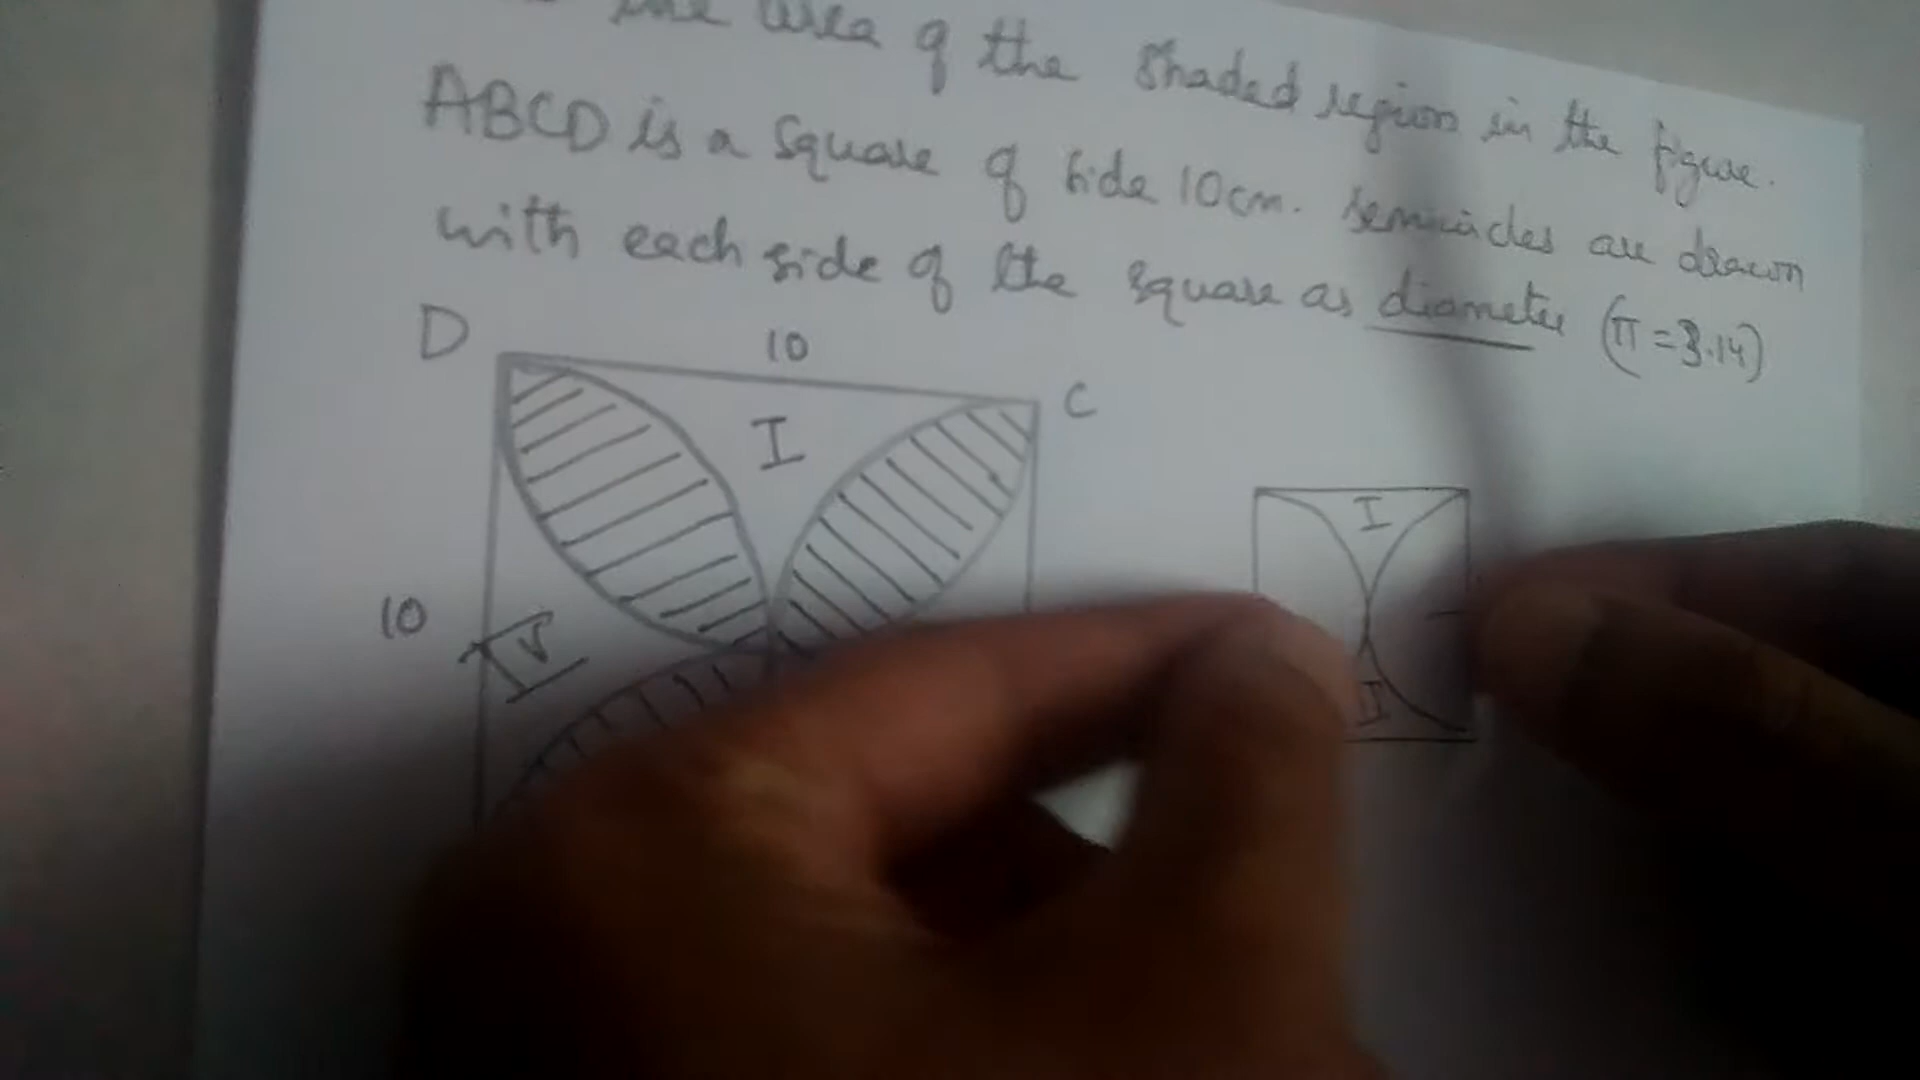 the area of the shaded region in the figure.
ABCD is a square of side 10cm. semicircles are drawn
with each side of the square as diameter (π = 3.14)
D
10
C
I
I
10
IV
I